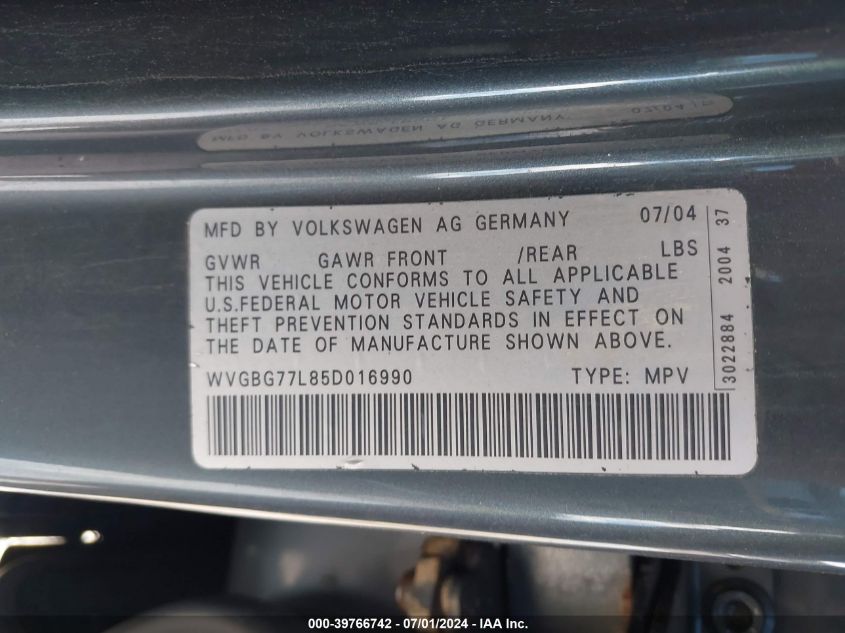 MFD BY VOLKSWAGEN AG GERMANY 07/04
GVWR GAWR FRONT /REAR LBS
THIS VEHICLE CONFORMS TO ALL APPLICABLE
U.S.FEDERAL MOTOR VEHICLE SAFETY AND
THEFT PREVENTION STANDARDS IN EFFECT ON
THE DATE OF MANUFACTURE SHOWN ABOVE.
WVGBG77L85D016990 TYPE: MPV
3022884 2004 37
000-39766742 / 07/01/2024 - IAA Inc.